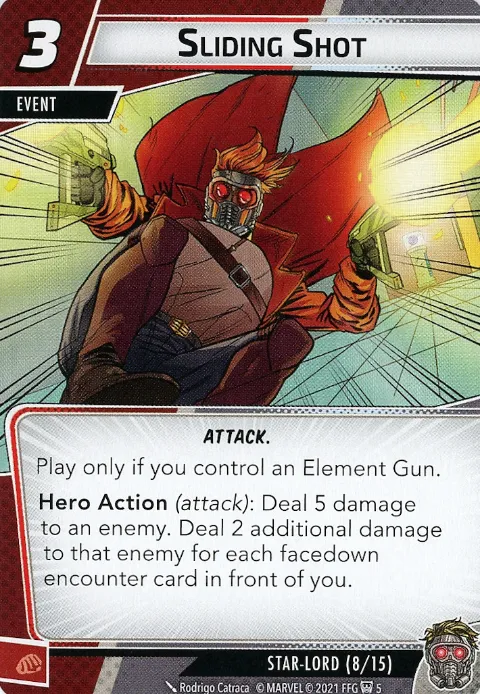 3
SLIDING SHOT
EVENT
ATTACK.
Play only if you control an Element Gun.
Hero Action (attack): Deal 5 damage
to an enemy. Deal 2 additional damage
to that enemy for each facedown
encounter card in front of you.
STAR-LORD (8/15)
Rodrigo Catraca © MARVEL © 2021 FFG 5